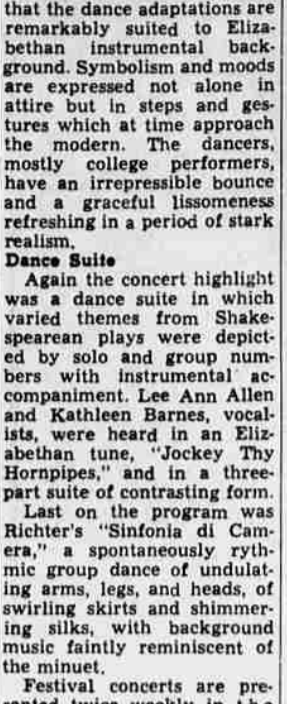 that the dance adaptations are
remarkably suited to Eliza-
bethan instrumental back-
ground. Symbolism and moods
are expressed not alone in
attire but in steps and ges-
tures which at time approach
the modern. The dancers,
mostly college performers,
have an irrepressible bounce
and a graceful lissomeness
refreshing in a period of stark
realism.
Dance Suite
Again the concert highlight
was a dance suite in which
varied themes from Shake-
spearean plays were depict-
ed by solo and group num-
bers with instrumental ac-
companiment. Lee Ann Allen
and Kathleen Barnes, vocal-
ists, were heard in an Eliz-
abethan tune, "Jockey Thy
Hornpipes," and in a three-
part suite of contrasting form.
Last on the program was
Richter's "Sinfonia di Cam-
era," a spontaneously ryth-
mic group dance of undulat-
ing arms, legs, and heads, of
swirling skirts and shimmer-
ing silks, with background
music faintly reminiscent of
the minuet.
Festival concerts are pre-
sented twice weekly in the